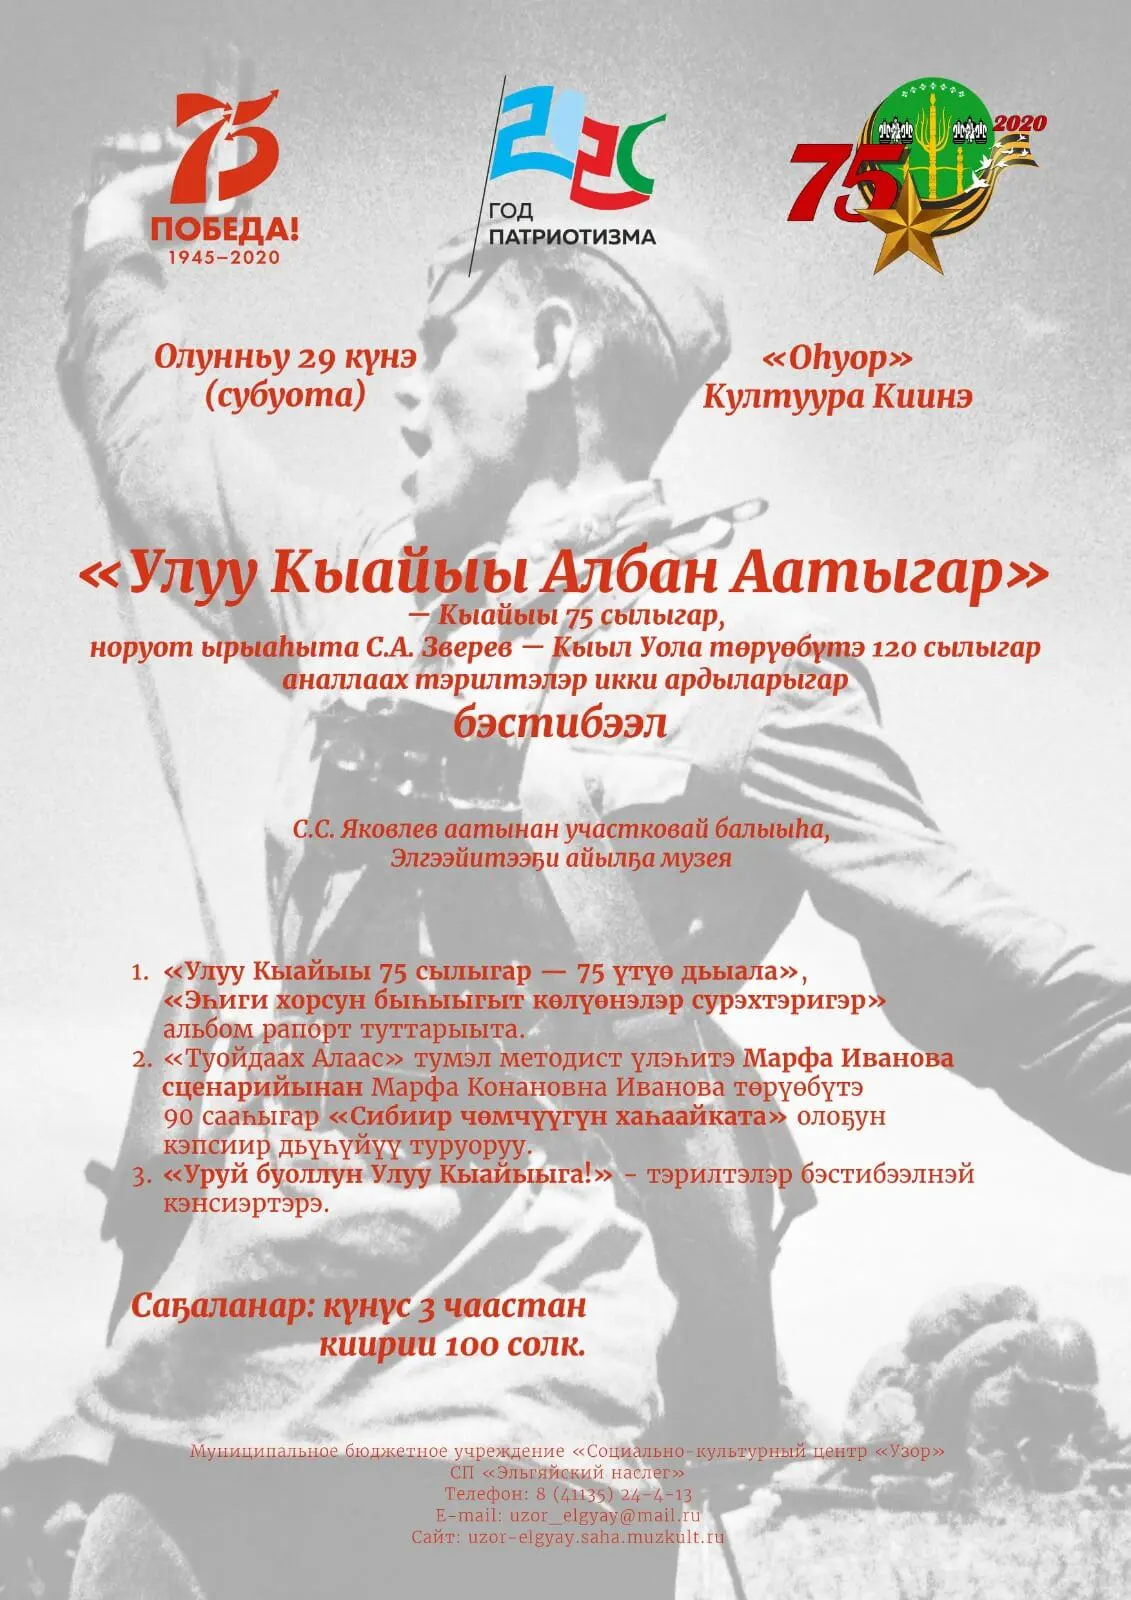 75
ПОБЕДА!
1945–2020
2020
ГОД
ПАТРИОТИЗМА
75
2020
Олунньу 29 күнэ
(субуота)
«Оһуор»
Култуура Киинэ
«Улуу Кыайыы Албан Аатыгар»
— Кыайыы 75 сылыгар,
норуот ырыаһыта С.А. Зверев — Кыыл Уола төрүөбүтэ 120 сылыгар
аналлаах тэрилтэлэр икки ардыларыгар
бэстибээл
С.С. Яковлев аатынан участковай балыыһа,
Элгээйитээҕи айылҕа музея
1. «Улуу Кыайыы 75 сылыгар — 75 үтүө дьыала»,
«Эһиги хорсун быһыыгыт көлүөнэлэр сүрэхтэригэр»
альбом рапорт туттарыыта.
2. «Туойдаах Алаас» түмэл методист үлэһитэ Марфа Иванова
сценарийынан Марфа Конановна Иванова төрүөбүтэ
90 сааһыгар «Сибиир чөмчүүгүн хаһаайката» олоҕун
кэпсиир дьүһүйүү туруоруу.
3. «Уруй буоллун Улуу Кыайыыга!» - тэрилтэлэр бэстибээлнэй
кэнсиэртэрэ.
Саҕаланар: күнүс 3 чаастан
киирии 100 солк.
Муниципальное бюджетное учреждение «Социально-культурный центр «Узор»
СП «Эльгяйский наслег»
Телефон: 8 (41135) 24-4-13
E-mail: uzor_elgyay@mail.ru
Сайт: uzor-elgyay.saha.muzkult.ru